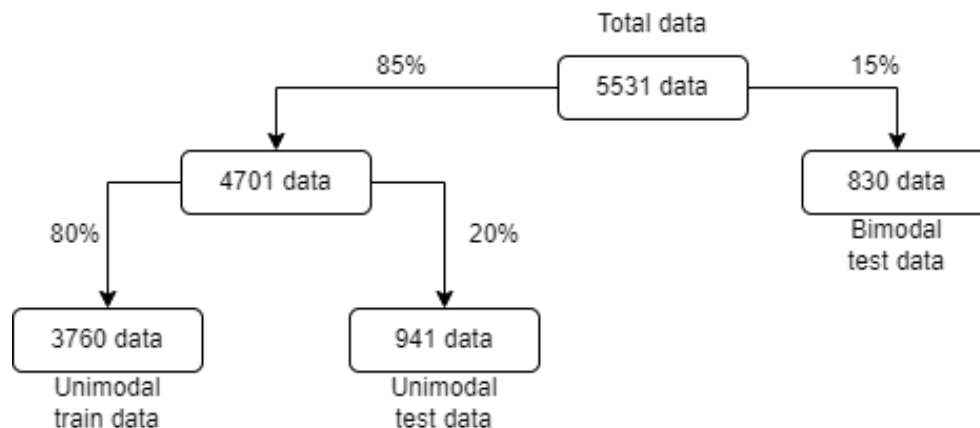 Total data
85%
5531 data
15%
4701 data
830 data
80%
20%
Bimodal
test data
3760 data
941 data
Unimodal
train data
Unimodal
test data